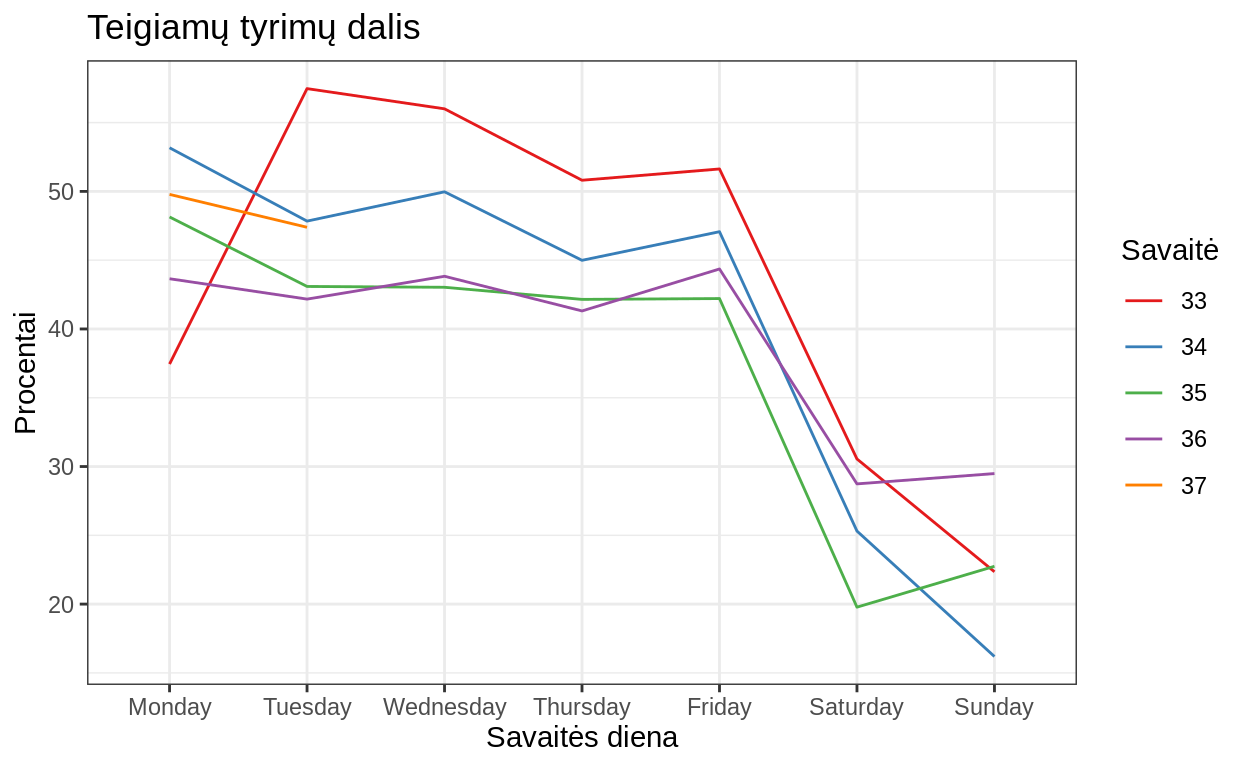 Teigiamų tyrimų dalis
Procentai
50
40
30
20
Monday Tuesday Wednesday Thursday Friday Saturday Sunday
Savaitės diena
Savaitė
33
34
35
36
37